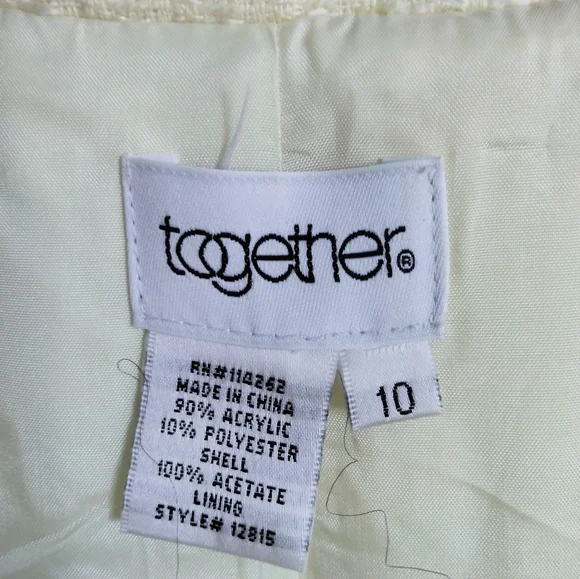 together®
RN#114262
MADE IN CHINA
90% ACRYLIC
10% POLYESTER
SHELL
100% ACETATE
LINING
STYLE# 12815
10